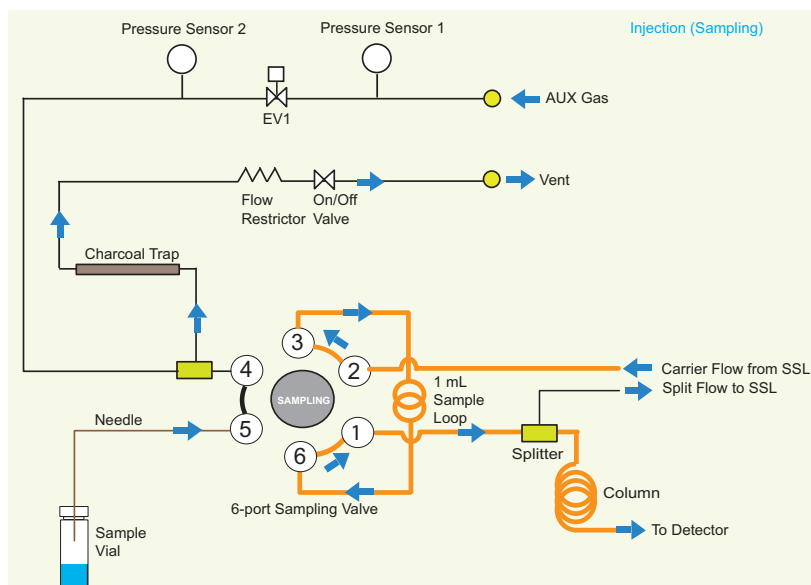 Pressure Sensor 2
Pressure Sensor 1
Injection (Sampling)
AUX Gas
EV1
Vent
Flow
Restrictor
On/Off
Valve
Charcoal Trap
3
4
2
Carrier Flow from SSL
Split Flow to SSL
1 mL
Sample
Loop
SAMPLING
Needle
5
1
6
Splitter
6-port Sampling Valve
Column
Sample
Vial
To Detector